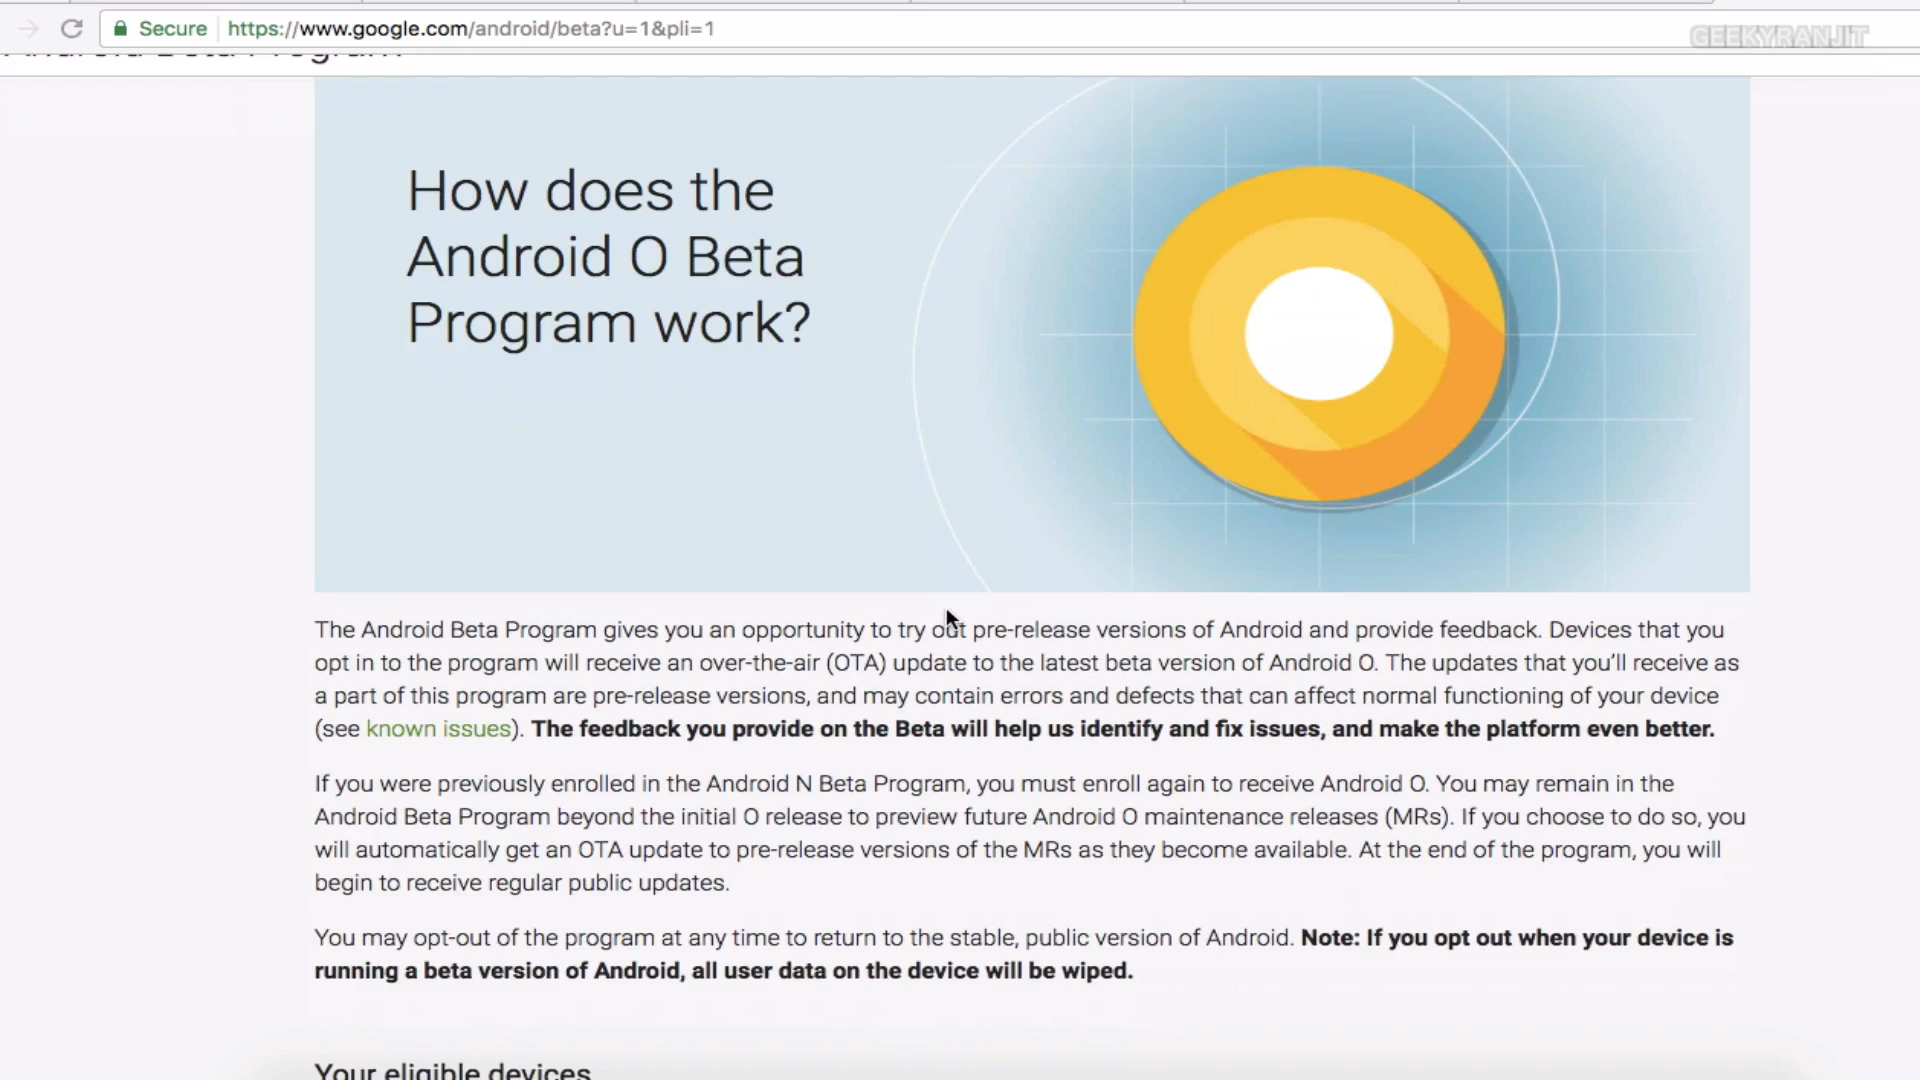 Secure https://www.google.com/android/beta?u=1&pli=1
GEEKYRANJIT
Android Beta Program
How does the
Android O Beta
Program work?
The Android Beta Program gives you an opportunity to try out pre-release versions of Android and provide feedback. Devices that you
opt in to the program will receive an over-the-air (OTA) update to the latest beta version of Android O. The updates that you’ll receive as
a part of this program are pre-release versions, and may contain errors and defects that can affect normal functioning of your device
(see known issues). The feedback you provide on the Beta will help us identify and fix issues, and make the platform even better.
If you were previously enrolled in the Android N Beta Program, you must enroll again to receive Android O. You may remain in the
Android Beta Program beyond the initial O release to preview future Android O maintenance releases (MRs). If you choose to do so, you
will automatically get an OTA update to pre-release versions of the MRs as they become available. At the end of the program, you will
begin to receive regular public updates.
You may opt-out of the program at any time to return to the stable, public version of Android. Note: If you opt out when your device is
running a beta version of Android, all user data on the device will be wiped.
Your eligible devices